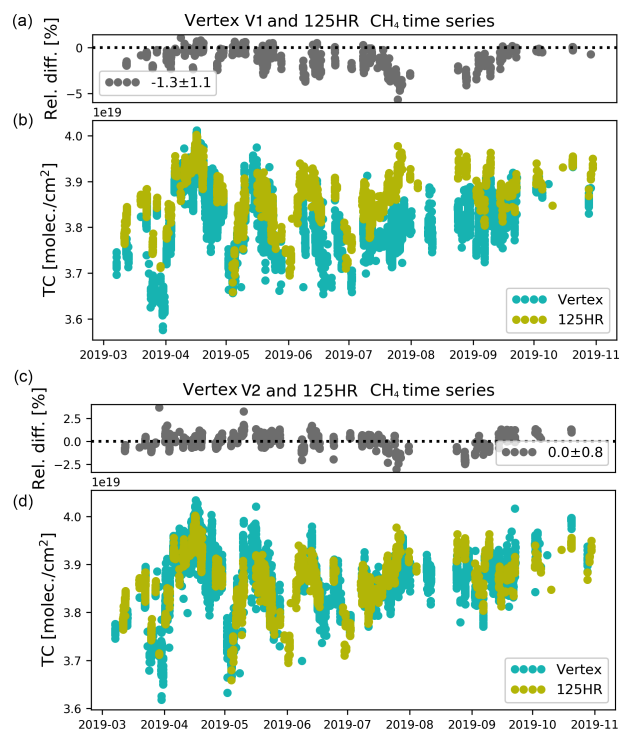 (a)
Vertex V1 and 125HR CH₄ time series
Rel. diff. [%]
0
−5
-1.3±1.1
(b)
1e19
TC [molec./cm²]
4.0
3.9
3.8
3.7
3.6
Vertex
125HR
2019-03 2019-04 2019-05 2019-06 2019-07 2019-08 2019-09 2019-10 2019-11
(c)
Vertex V2 and 125HR CH₄ time series
Rel. diff. [%]
2.5
0.0
−2.5
0.0±0.8
(d)
1e19
TC [molec./cm²]
4.0
3.9
3.8
3.7
3.6
Vertex
125HR
2019-03 2019-04 2019-05 2019-06 2019-07 2019-08 2019-09 2019-10 2019-11